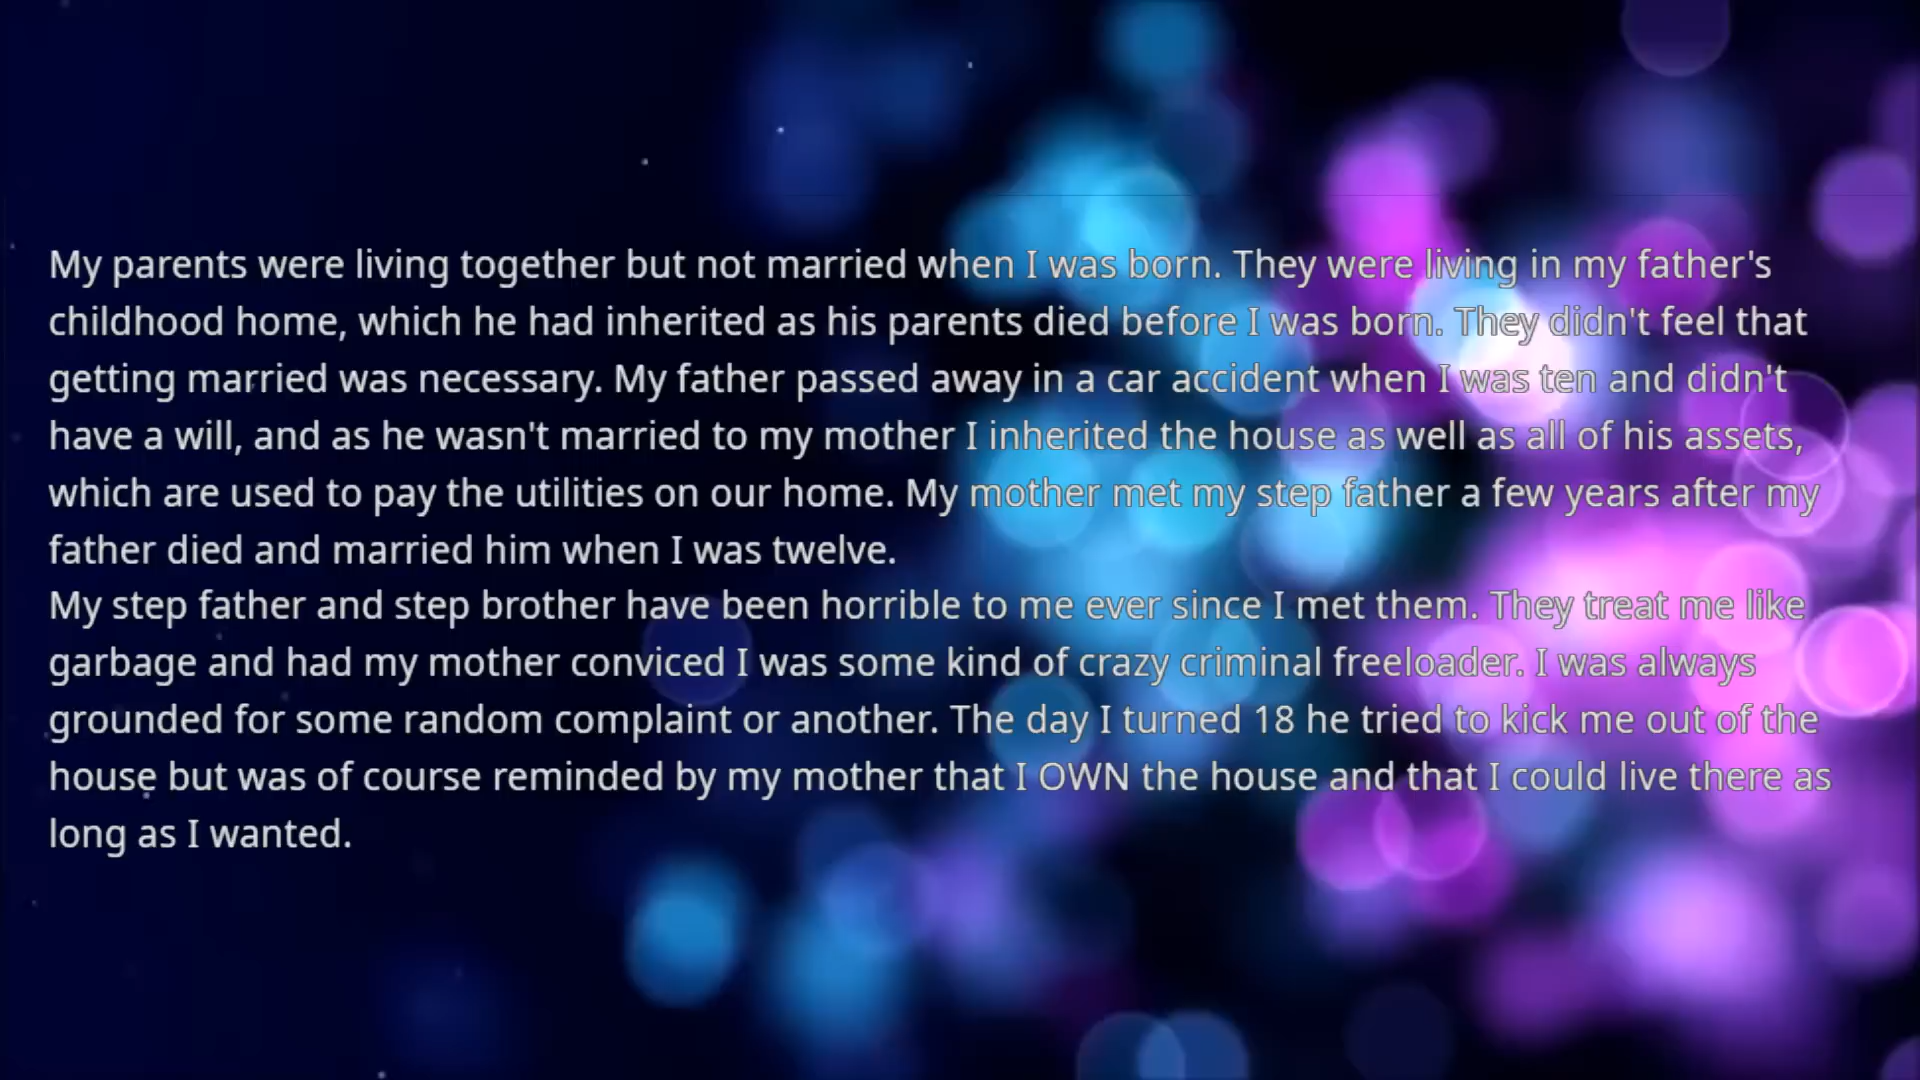 My parents were living together but not married when I was born. They were living in my father's
childhood home, which he had inherited as his parents died before I was born. They didn't feel that
getting married was necessary. My father passed away in a car accident when I was ten and didn't
have a will, and as he wasn't married to my mother I inherited the house as well as all of his assets,
which are used to pay the utilities on our home. My mother met my step father a few years after my
father died and married him when I was twelve.
My step father and step brother have been horrible to me ever since I met them. They treat me like
garbage and had my mother conviced I was some kind of crazy criminal freeloader. I was always
grounded for some random complaint or another. The day I turned 18 he tried to kick me out of the
house but was of course reminded by my mother that I OWN the house and that I could live there as
long as I wanted.